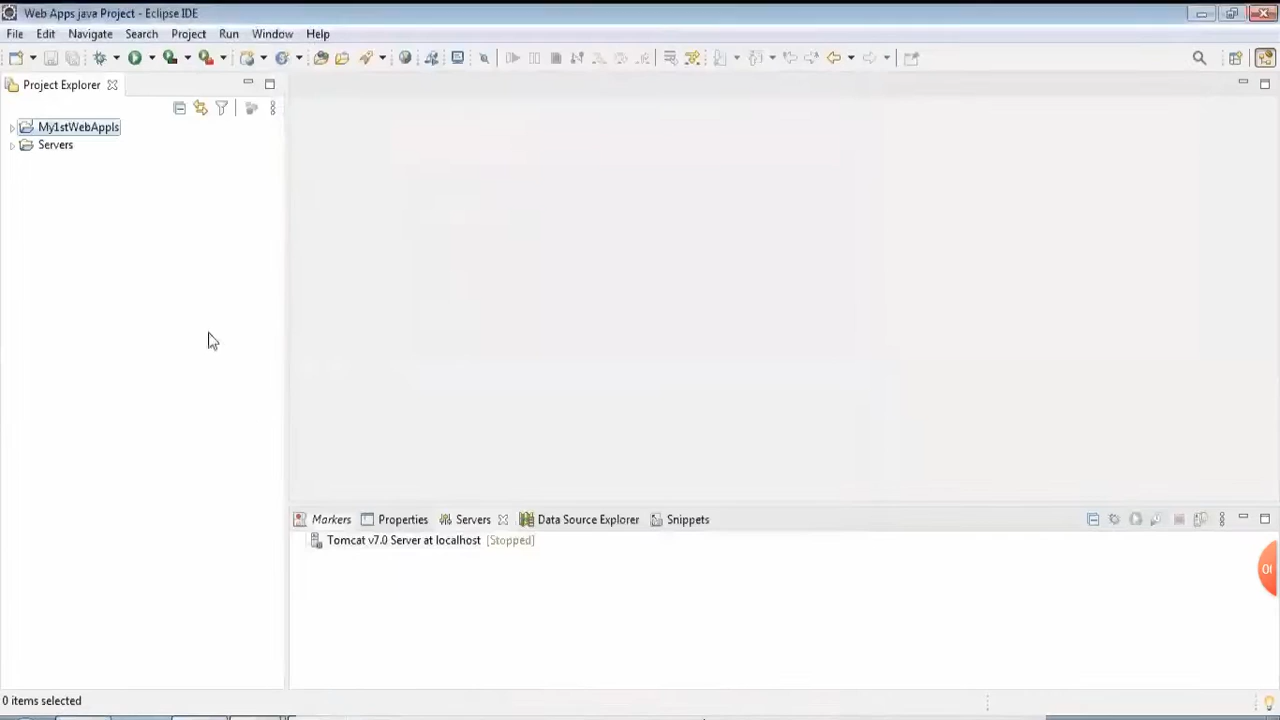 Web Apps java Project - Eclipse IDE
File Edit Navigate Search Project Run Window Help
Project Explorer
My1stWebAppls
Servers
Markers Properties Servers Data Source Explorer Snippets
Tomcat v7.0 Server at localhost [Stopped]
0 items selected